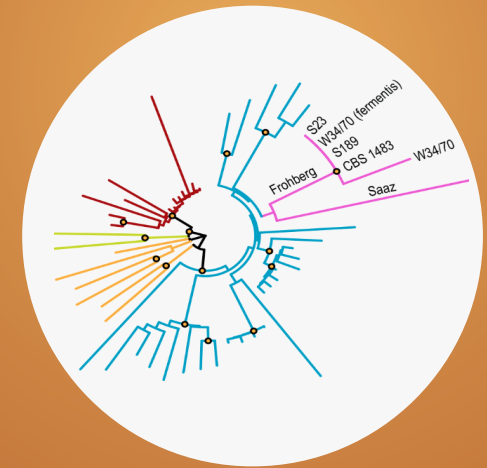 S23
W34/70 (fermentis)
S189
CBS 1483
W34/70
Frohberg
Saaz